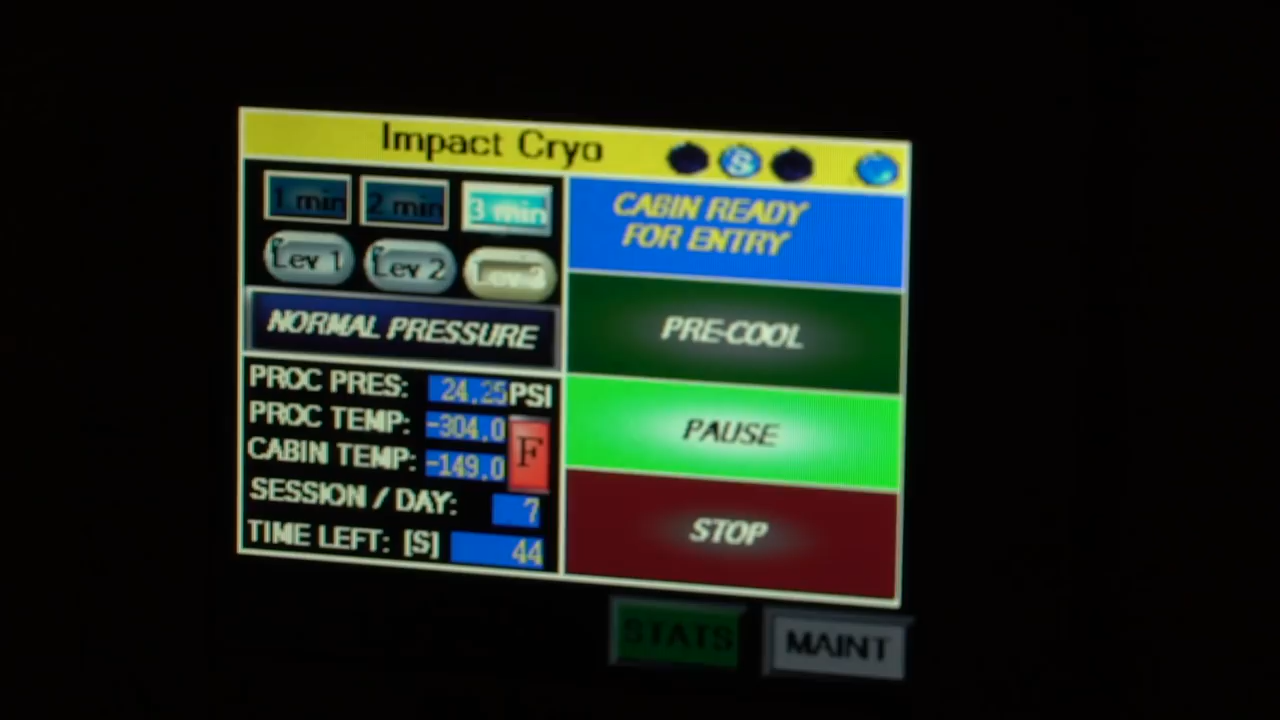 Impact Cryo
S
1 min 2 min 3 min
Lev 1 Lev 2 Lev 3
NORMAL PRESSURE
PROC PRES: 24.25 PSI
PROC TEMP: -304.0
F
CABIN TEMP: -149.0
SESSION / DAY: 7
TIME LEFT: [S] 44
CABIN READY
FOR ENTRY
PRE-COOL
PAUSE
STOP
STATS MAINT